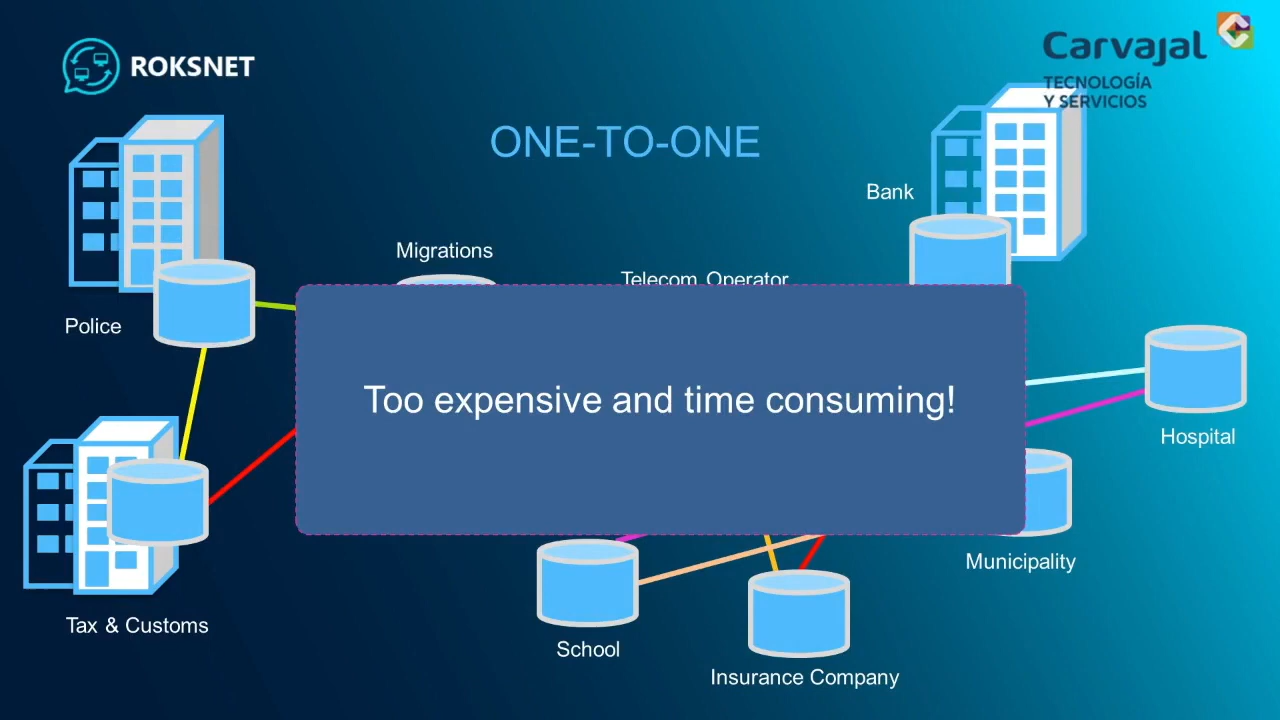 ROKSNET
Carvajal
TECNOLOGÍA
Y SERVICIOS
ONE-TO-ONE
Bank
Migrations
Telecom Operator
Police
Too expensive and time consuming!
Hospital
Municipality
Tax & Customs
School
Insurance Company